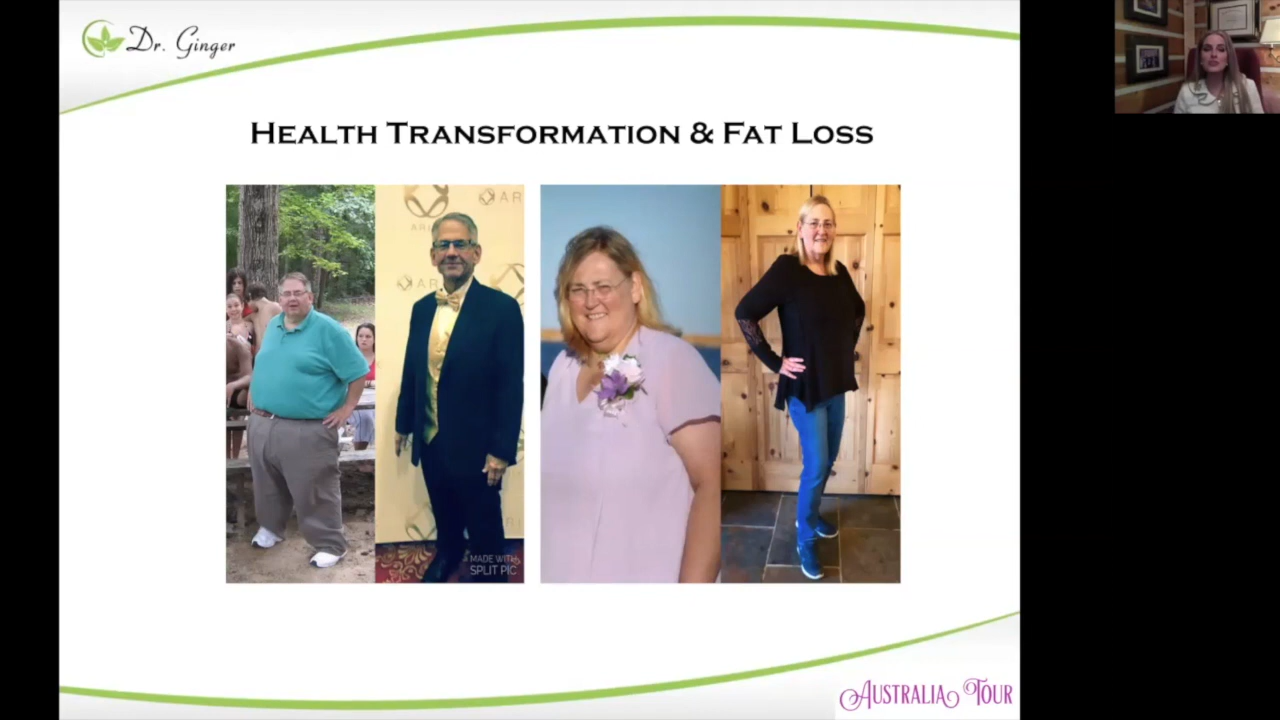 Dr. Ginger
HEALTH TRANSFORMATION & FAT LOSS
MADE WITH
SPLIT PIC
AUSTRALIA TOUR